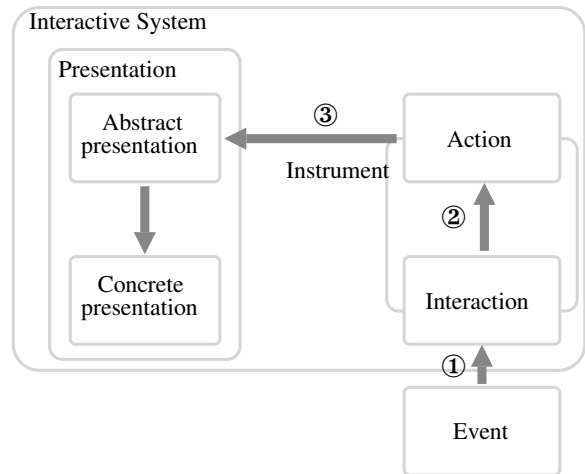 Interactive System
Presentation
Abstract
presentation
③
Action
Instrument
②
Concrete
presentation
Interaction
①
Event